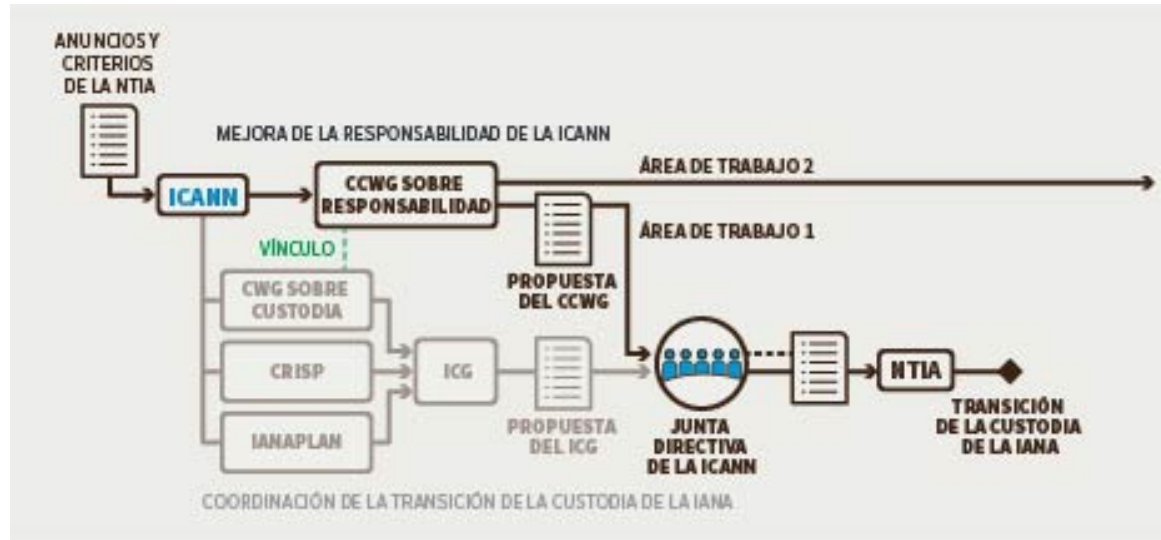 ANUNCIOS Y
CRITERIOS
DE LA NTIA
MEJORA DE LA RESPONSABILIDAD DE LA ICANN
ICANN
CCWG SOBRE
RESPONSABILIDAD
ÁREA DE TRABAJO 2
ÁREA DE TRABAJO 1
VÍNCULO
PROPUESTA
DEL CCWG
CWG SOBRE
CUSTODIA
CRISP
IANAPLAN
ICG
PROPUESTA
DEL ICG
JUNTA
DIRECTIVA
DE LA ICANN
NTIA
TRANSICIÓN
DE LA CUSTODIA
DE LA IANA
COORDINACIÓN DE LA TRANSICIÓN DE LA CUSTODIA DE LA IANA